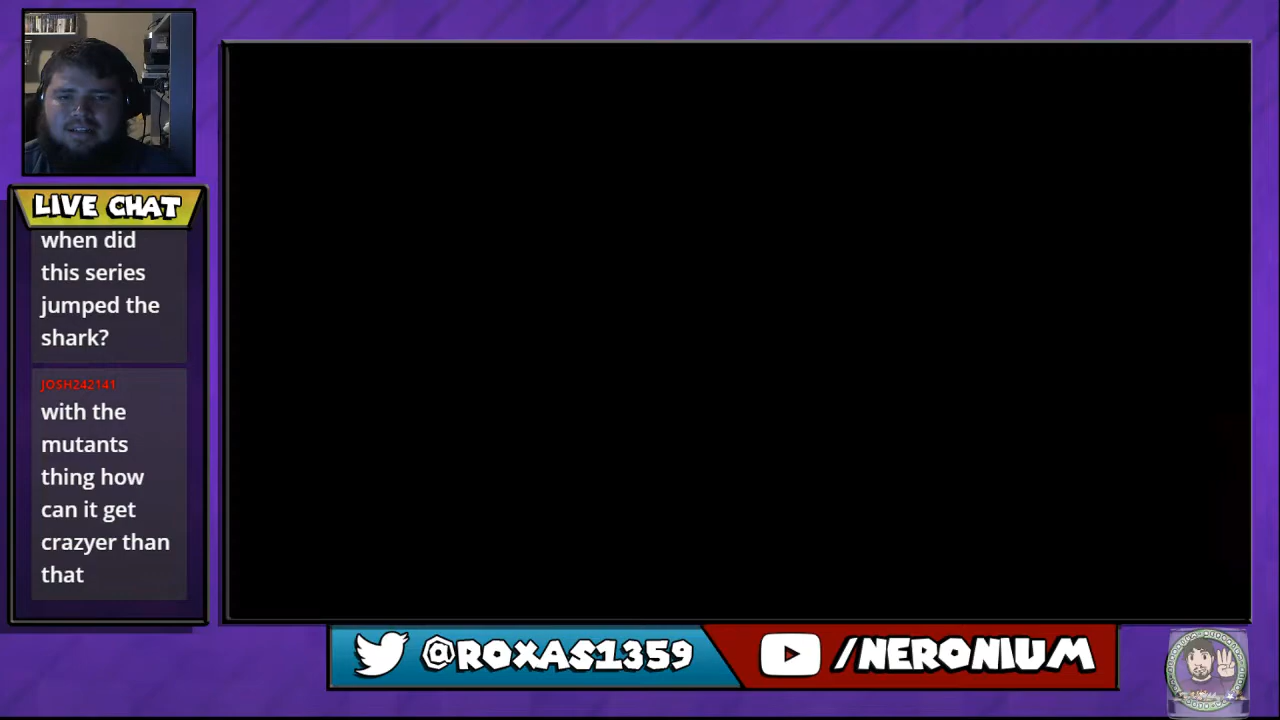 LIVE CHAT
when did
this series
jumped the
shark?
JOSH242141
with the
mutants
thing how
can it get
crazyer than
that
@ROXAS1359
/NERONIUM